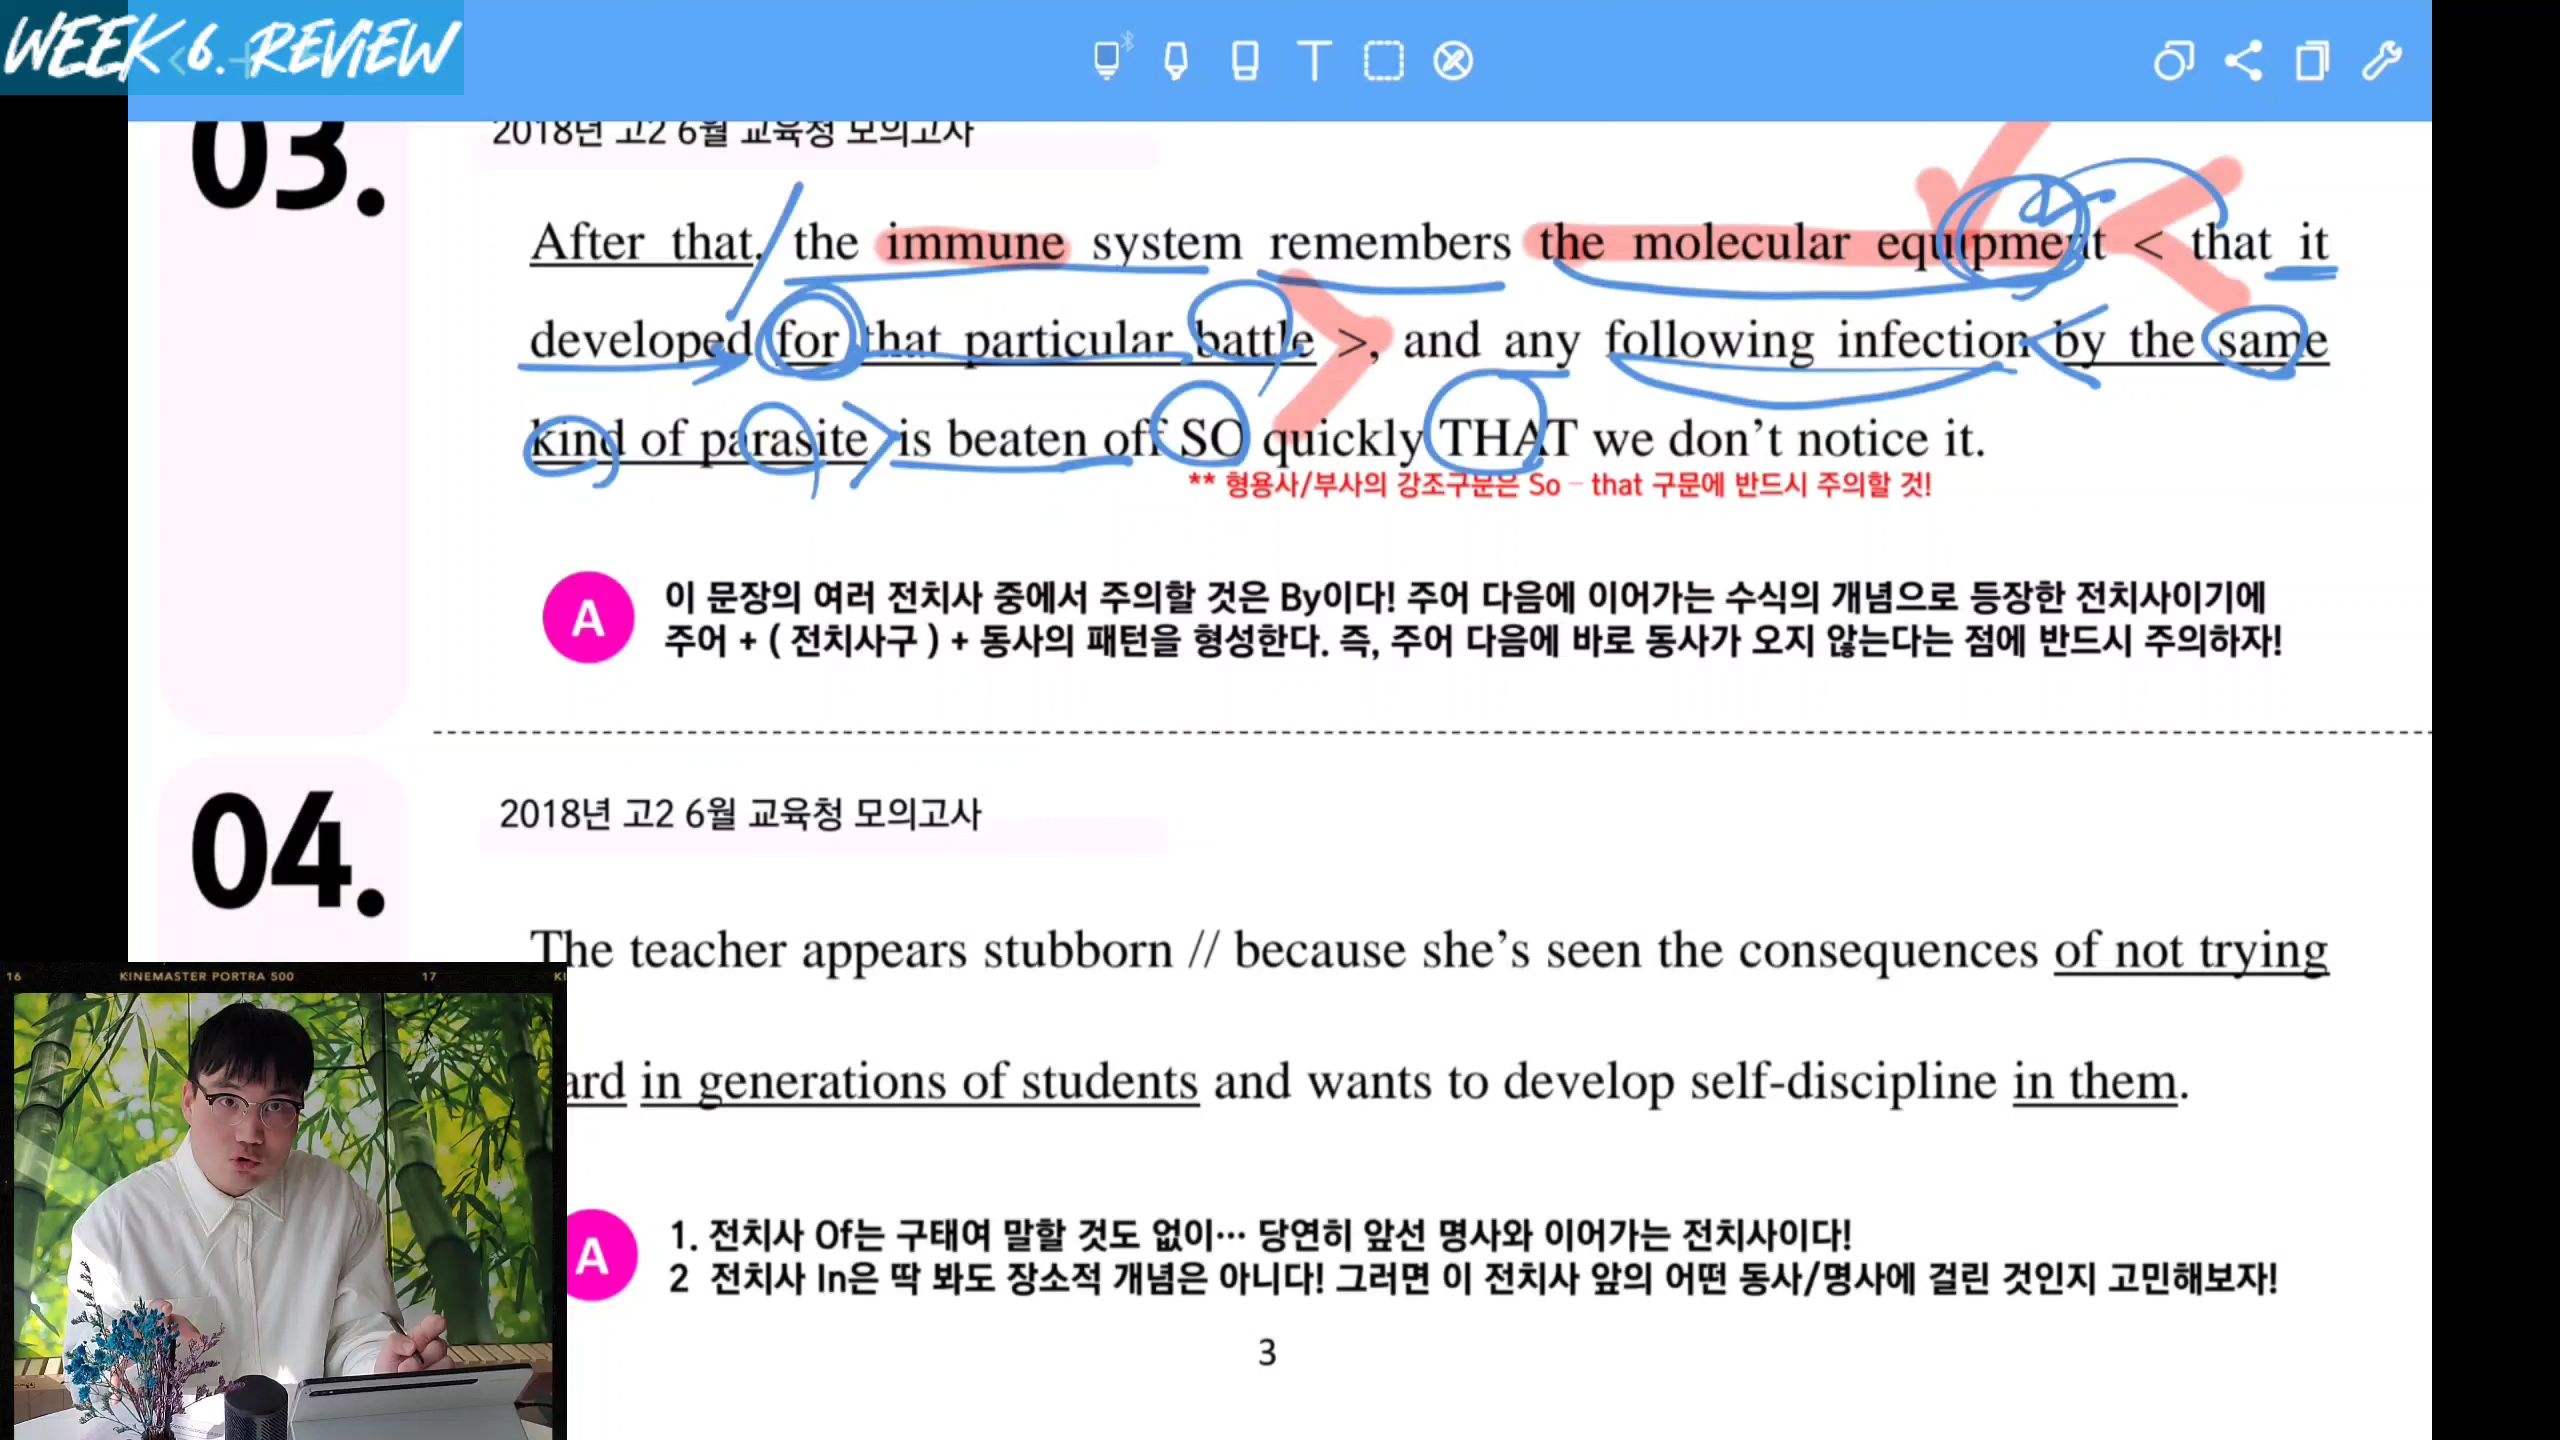 WEEK 6. REVIEW
03.
2018년 고2 6월 교육청 모의고사
After that, the immune system remembers the molecular equipment < that it
developed for that particular battle >, and any following infection by the same
kind of parasite is beaten off SO quickly THAT we don't notice it.
** 형용사/부사의 강조구문은 So – that 구문에 반드시 주의할 것!
A
이 문장의 여러 전치사 중에서 주의할 것은 By이다! 주어 다음에 이어가는 수식의 개념으로 등장한 전치사이기에
주어 + ( 전치사구 ) + 동사의 패턴을 형성한다. 즉, 주어 다음에 바로 동사가 오지 않는다는 점에 반드시 주의하자!
04.
2018년 고2 6월 교육청 모의고사
The teacher appears stubborn // because she's seen the consequences of not trying
ard in generations of students and wants to develop self-discipline in them.
A
1. 전치사 Of는 구태여 말할 것도 없이… 당연히 앞선 명사와 이어가는 전치사이다!
2 전치사 In은 딱 봐도 장소적 개념은 아니다! 그러면 이 전치사 앞의 어떤 동사/명사에 걸린 것인지 고민해보자!
3
16 KINEMASTER PORTRA 500 17 KI